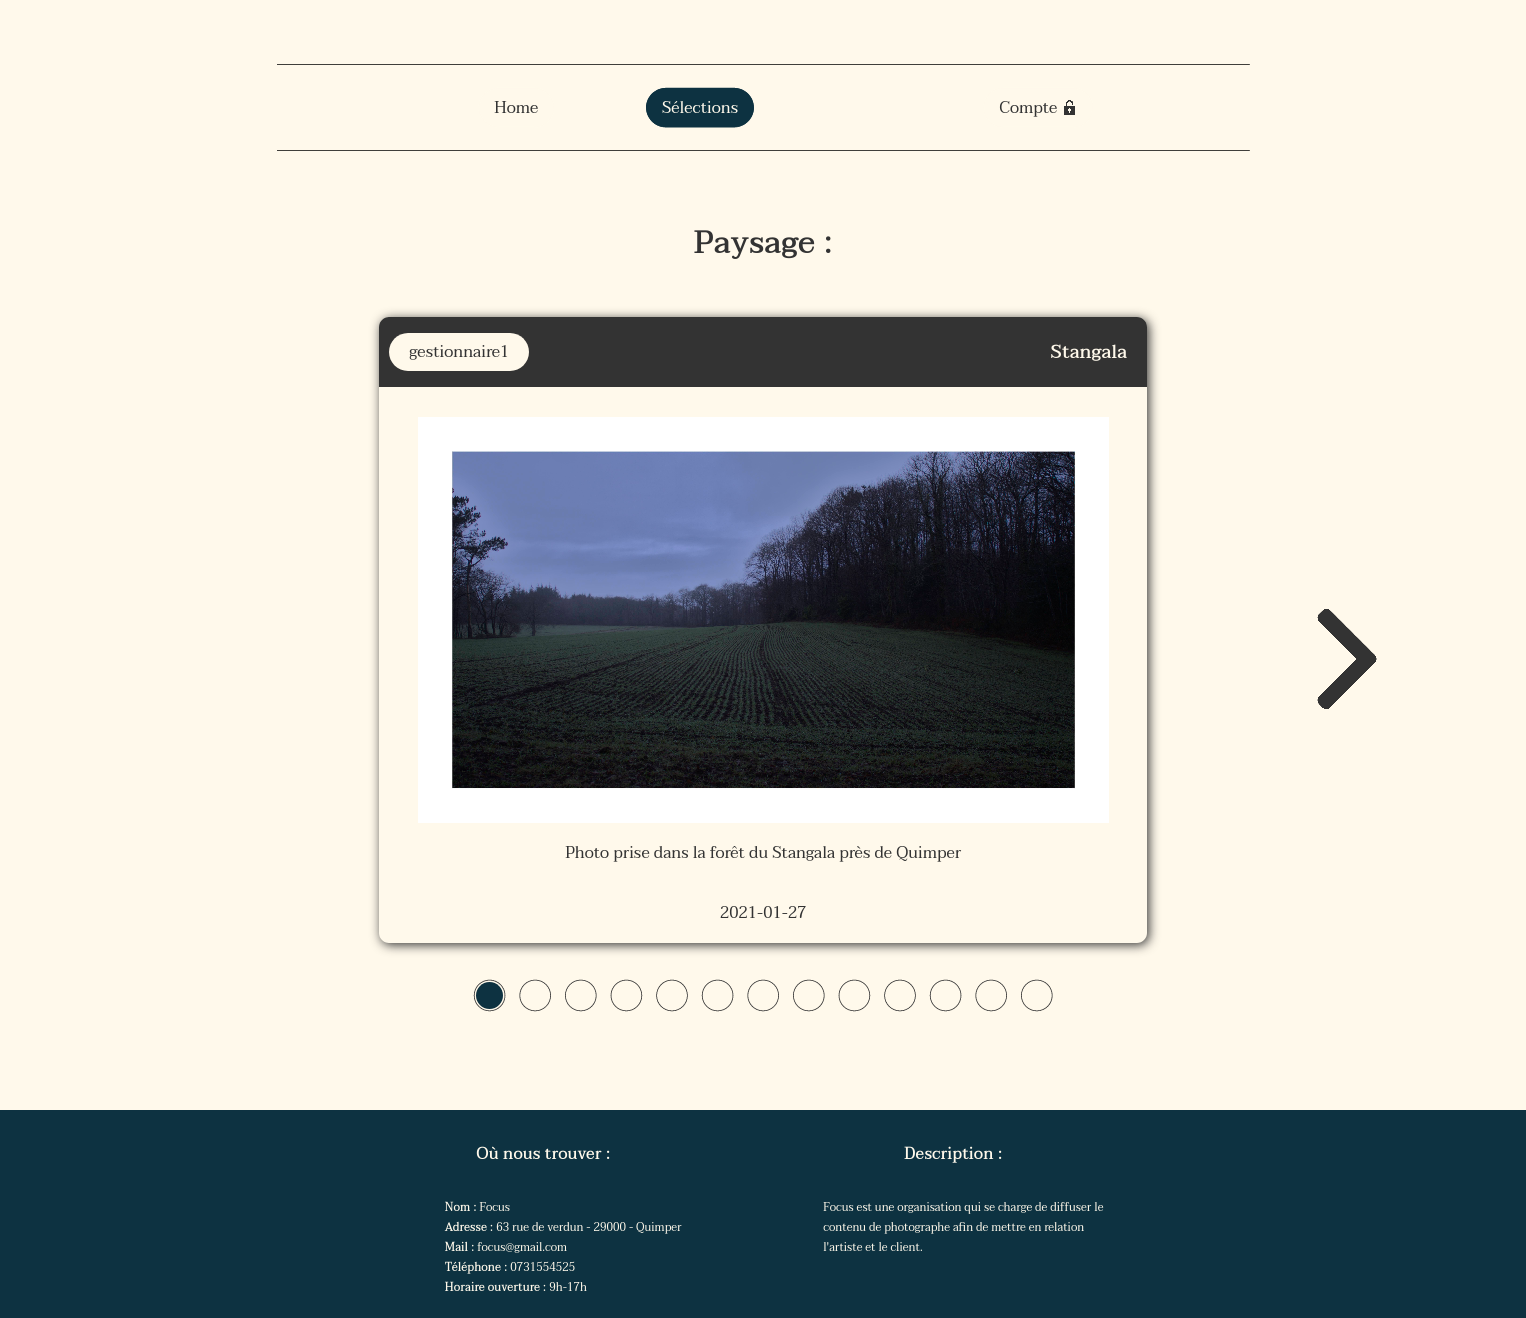 Home
Sélections
Compte
Paysage :
gestionnaire1
Stangala
Photo prise dans la forêt du Stangala près de Quimper
2021-01-27
Où nous trouver :
Nom : Focus
Adresse : 63 rue de verdun - 29000 - Quimper
Mail : focus@gmail.com
Téléphone : 0731554525
Horaire ouverture : 9h-17h
Description :
Focus est une organisation qui se charge de diffuser le
contenu de photographe afin de mettre en relation
l'artiste et le client.